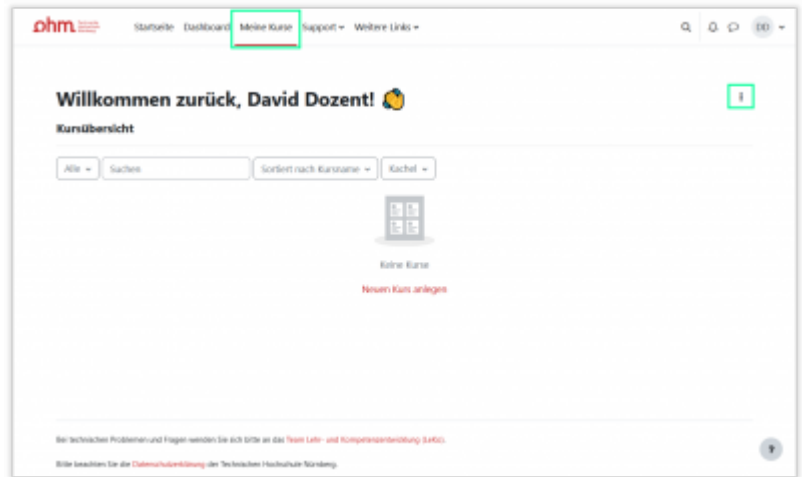 ohm
Startseite Dashboard Meine Kurse Support Weitere Links DD
Willkommen zurück, David Dozent!
Kursübersicht
Alle Suchen Sortiert nach Kursname Kachel
Keine Kurse
Neuen Kurs anlegen
Bei technischen Problemen und Fragen wenden Sie sich bitte an das Team Lehr- und Kompetenzentwicklung (LeKo).
Bitte beachten Sie die Datenschutzerklärung der Technischen Hochschule Nürnberg.